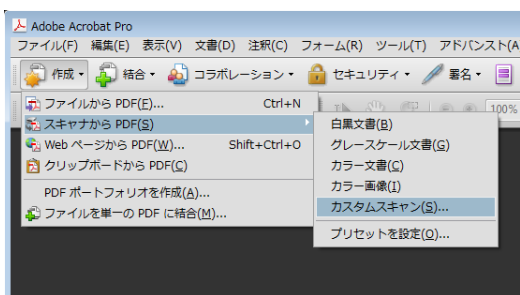 Adobe Acrobat Pro
ファイル(F) 編集(E) 表示(V) 文書(D) 注釈(C) フォーム(R) ツール(T) アドバンスト(A
作成 結合 コラボレーション セキュリティ 署名
ファイルから PDF(F)... Ctrl+N
100%
スキャナから PDF(S)
白黒文書(B)
Web ページから PDF(W)... Shift+Ctrl+O
グレースケール文書(G)
クリップボードから PDF(C)
カラー文書(C)
カラー画像(I)
PDF ポートフォリオを作成(A)...
カスタムスキャン(S)...
ファイルを単一の PDF に結合(M)...
プリセットを設定(O)...